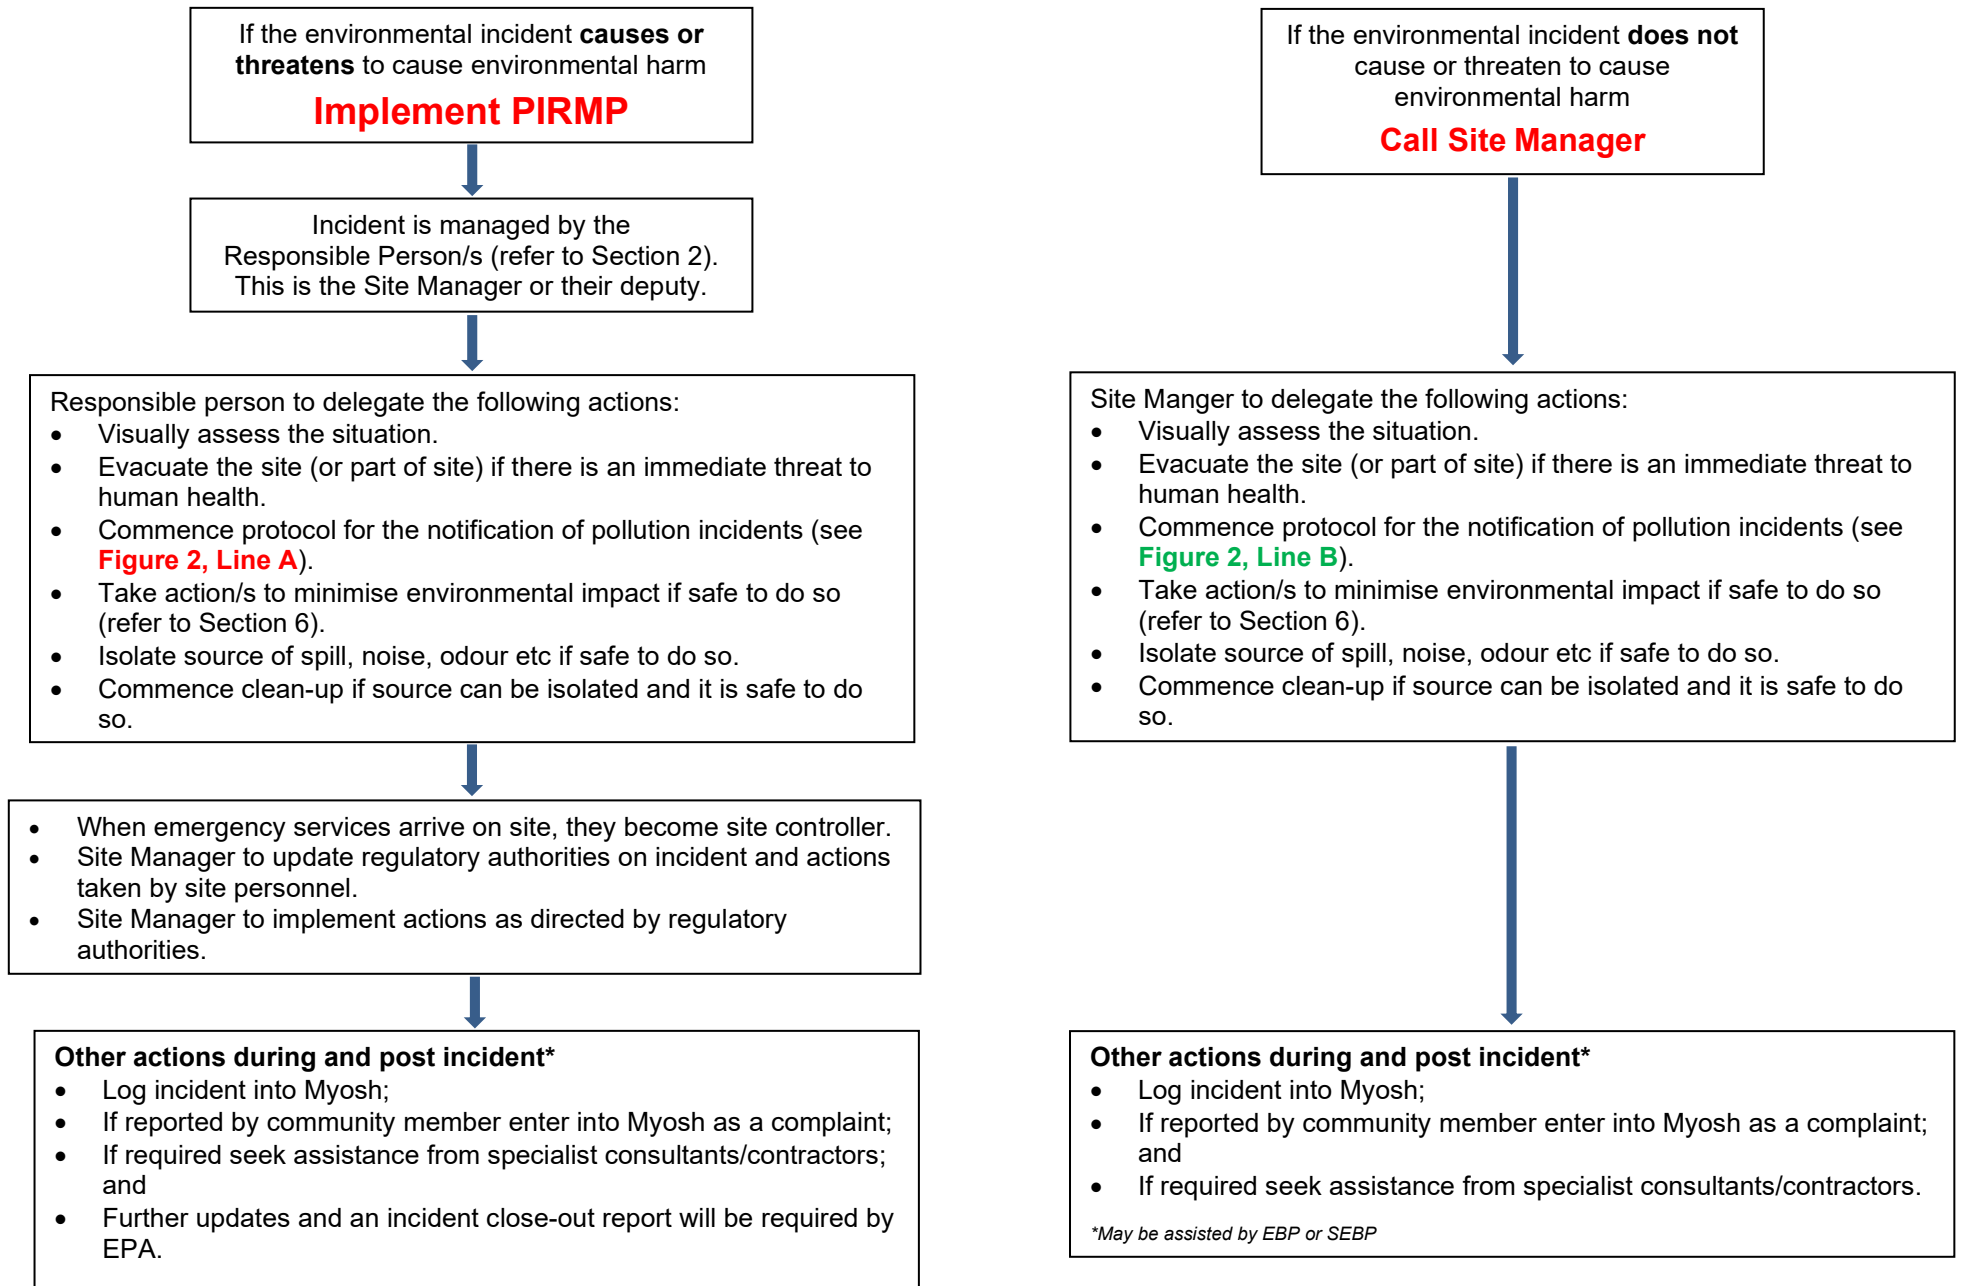 If the environmental incident causes or
threatens to cause environmental harm
Implement PIRMP
Incident is managed by the
Responsible Person/s (refer to Section 2).
This is the Site Manager or their deputy.
Responsible person to delegate the following actions:
• Visually assess the situation.
• Evacuate the site (or part of site) if there is an immediate threat to
human health.
• Commence protocol for the notification of pollution incidents (see
Figure 2, Line A).
• Take action/s to minimise environmental impact if safe to do so
(refer to Section 6).
• Isolate source of spill, noise, odour etc if safe to do so.
• Commence clean-up if source can be isolated and it is safe to do
so.
• When emergency services arrive on site, they become site controller.
• Site Manager to update regulatory authorities on incident and actions
taken by site personnel.
• Site Manager to implement actions as directed by regulatory
authorities.
Other actions during and post incident*
• Log incident into Myosh;
• If reported by community member enter into Myosh as a complaint;
• If required seek assistance from specialist consultants/contractors;
and
• Further updates and an incident close-out report will be required by
EPA.
If the environmental incident does not
cause or threaten to cause
environmental harm
Call Site Manager
Site Manger to delegate the following actions:
• Visually assess the situation.
• Evacuate the site (or part of site) if there is an immediate threat to
human health.
• Commence protocol for the notification of pollution incidents (see
Figure 2, Line B).
• Take action/s to minimise environmental impact if safe to do so
(refer to Section 6).
• Isolate source of spill, noise, odour etc if safe to do so.
• Commence clean-up if source can be isolated and it is safe to do
so.
Other actions during and post incident*
• Log incident into Myosh;
• If reported by community member enter into Myosh as a complaint;
and
• If required seek assistance from specialist consultants/contractors.
*May be assisted by EBP or SEBP